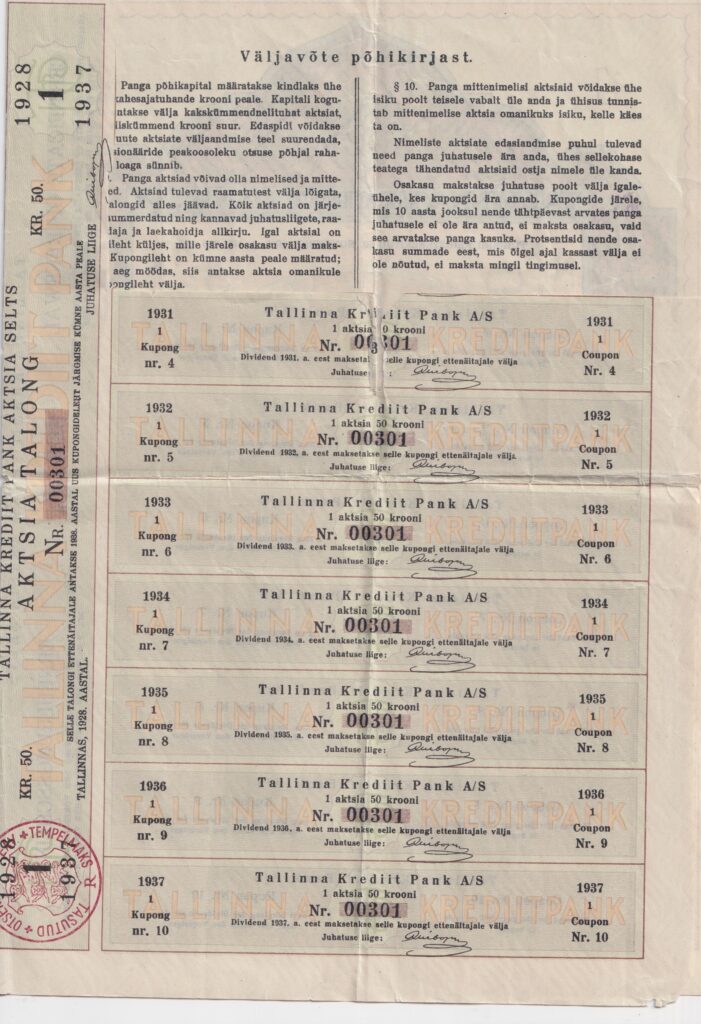 Väljavõte põhikirjast.
Panga põhikapital määratakse kindlaks ühe
kahesajatuhande krooni peale. Kapitali kogu-
ntakse välja kakskümmendnelituhat aktsiat,
iiskümmend krooni suur. Edaspidi võidakse
uute aktsiate väljaandmise teel suurendada,
sionääride peakoosoleku otsuse põhjal raha-
loaga sünnib.
Panga aktsiad võivad olla nimelised ja mitte-
ed. Aktsiad tulevad raamatutest välja lõigata,
alongid alles jäävad. Kõik aktsiad on järje-
ummerdatud ning kannavad juhatusliigete, raa-
laja ja laekahoidja allkirju. Igal aktsial on
ileht küljes, mille järele osakasu välja maks-
Kupongileht on kümne aasta peale määratud;
aeg möödas, siis antakse aktsia omanikule
ongileht välja.
§ 10. Panga mittenimelisi aktsiaid võidakse ühe
isiku poolt teisele vabalt üle anda ja ühisus tunnis-
tab mittenimelise aktsia omanikuks isiku, kelle käes
ta on.
Nimeliste aktsiate edasiandmise puhul tulevad
need panga juhatusele ära anda, ühes sellekohase
teatega tähendatud aktsiaid ostja nimele üle kanda.
Osakasu makstakse juhatuse poolt välja igale-
ühele, kes kupongid ära annab. Kupongide järele,
mis 10 aasta jooksul nende tähtpäevast arvates panga
juhatusele ei ole ära antud, ei maksta osakasu, vaid
see arvatakse panga kasuks. Protsentisid nende osa-
kasu summade eest, mis õigel ajal kassast välja ei
ole nõutud, ei maksta mingil tingimusel.
TALLINNA KREDIIT PANK AKTSIA SELTS
1928 1 1937
AKTSIA TALONG
KR. 50. NR. 00301 KR. 50.
SELLE TALONGI ETTENÄITAJALE ANTAKSE 1938. AASTAL UUS KUPONGIDELEHT JÄRGMISE KÜMNE AASTA PEALE
TALLINNAS, 1928. AASTAL
JUHATUSE LIIGE
1928 1 1937
TALLINNA KREDIITPANK
TEMPELMAKS
TASUTUD
1931
1
Kupong
nr. 4
Tallinna Krediit Pank A/S
1 aktsia 0 krooni
Nr. 00301
Dividend 1931. a. eest maksetak selle kupongi ettenäitajale välja
Juhatuse :
1931
1
Coupon
Nr. 4
1932
1
Kupong
nr. 5
Tallinna Krediit Pank A/S
1 aktsia 50 krooni
Nr. 00301
Dividend 1932. a. eest maksetakse selle kupongi ettenäitajale välja
Juhatuse liige:
1932
1
Coupon
Nr. 5
1933
1
Kupong
nr. 6
Tallinna Krediit Pank A/S
1 aktsia 50 krooni
Nr. 00301
Dividend 1933. a. eest maksetakse selle kupongi ettenäitajale välja
Juhatuse liige:
1933
1
Coupon
Nr. 6
1934
1
Kupong
nr. 7
Tallinna Krediit Pank A/S
1 aktsia 50 krooni
Nr. 00301
Dividend 1934. a. eest maksetakse selle kupongi ettenäitajale välja
Juhatuse liige:
1934
1
Coupon
Nr. 7
1935
1
Kupong
nr. 8
Tallinna Krediit Pank A/S
1 aktsia 50 krooni
Nr. 00301
Dividend 1935. a. eest maksetakse selle kupongi ettenäitajale välja
Juhatuse liige:
1935
1
Coupon
Nr. 8
1936
1
Kupong
nr. 9
Tallinna Krediit Pank A/S
1 aktsia 50 krooni
Nr. 00301
Dividend 1936. a. eest maksetakse selle kupongi ettenäitajale välja
Juhatuse liige:
1936
1
Coupon
Nr. 9
1937
1
Kupong
nr. 10
Tallinna Krediit Pank A/S
1 aktsia 50 krooni
Nr. 00301
Dividend 1937. a. eest maksetakse selle kupongi ettenäitajale välja
Juhatuse liige:
1937
1
Coupon
Nr. 10